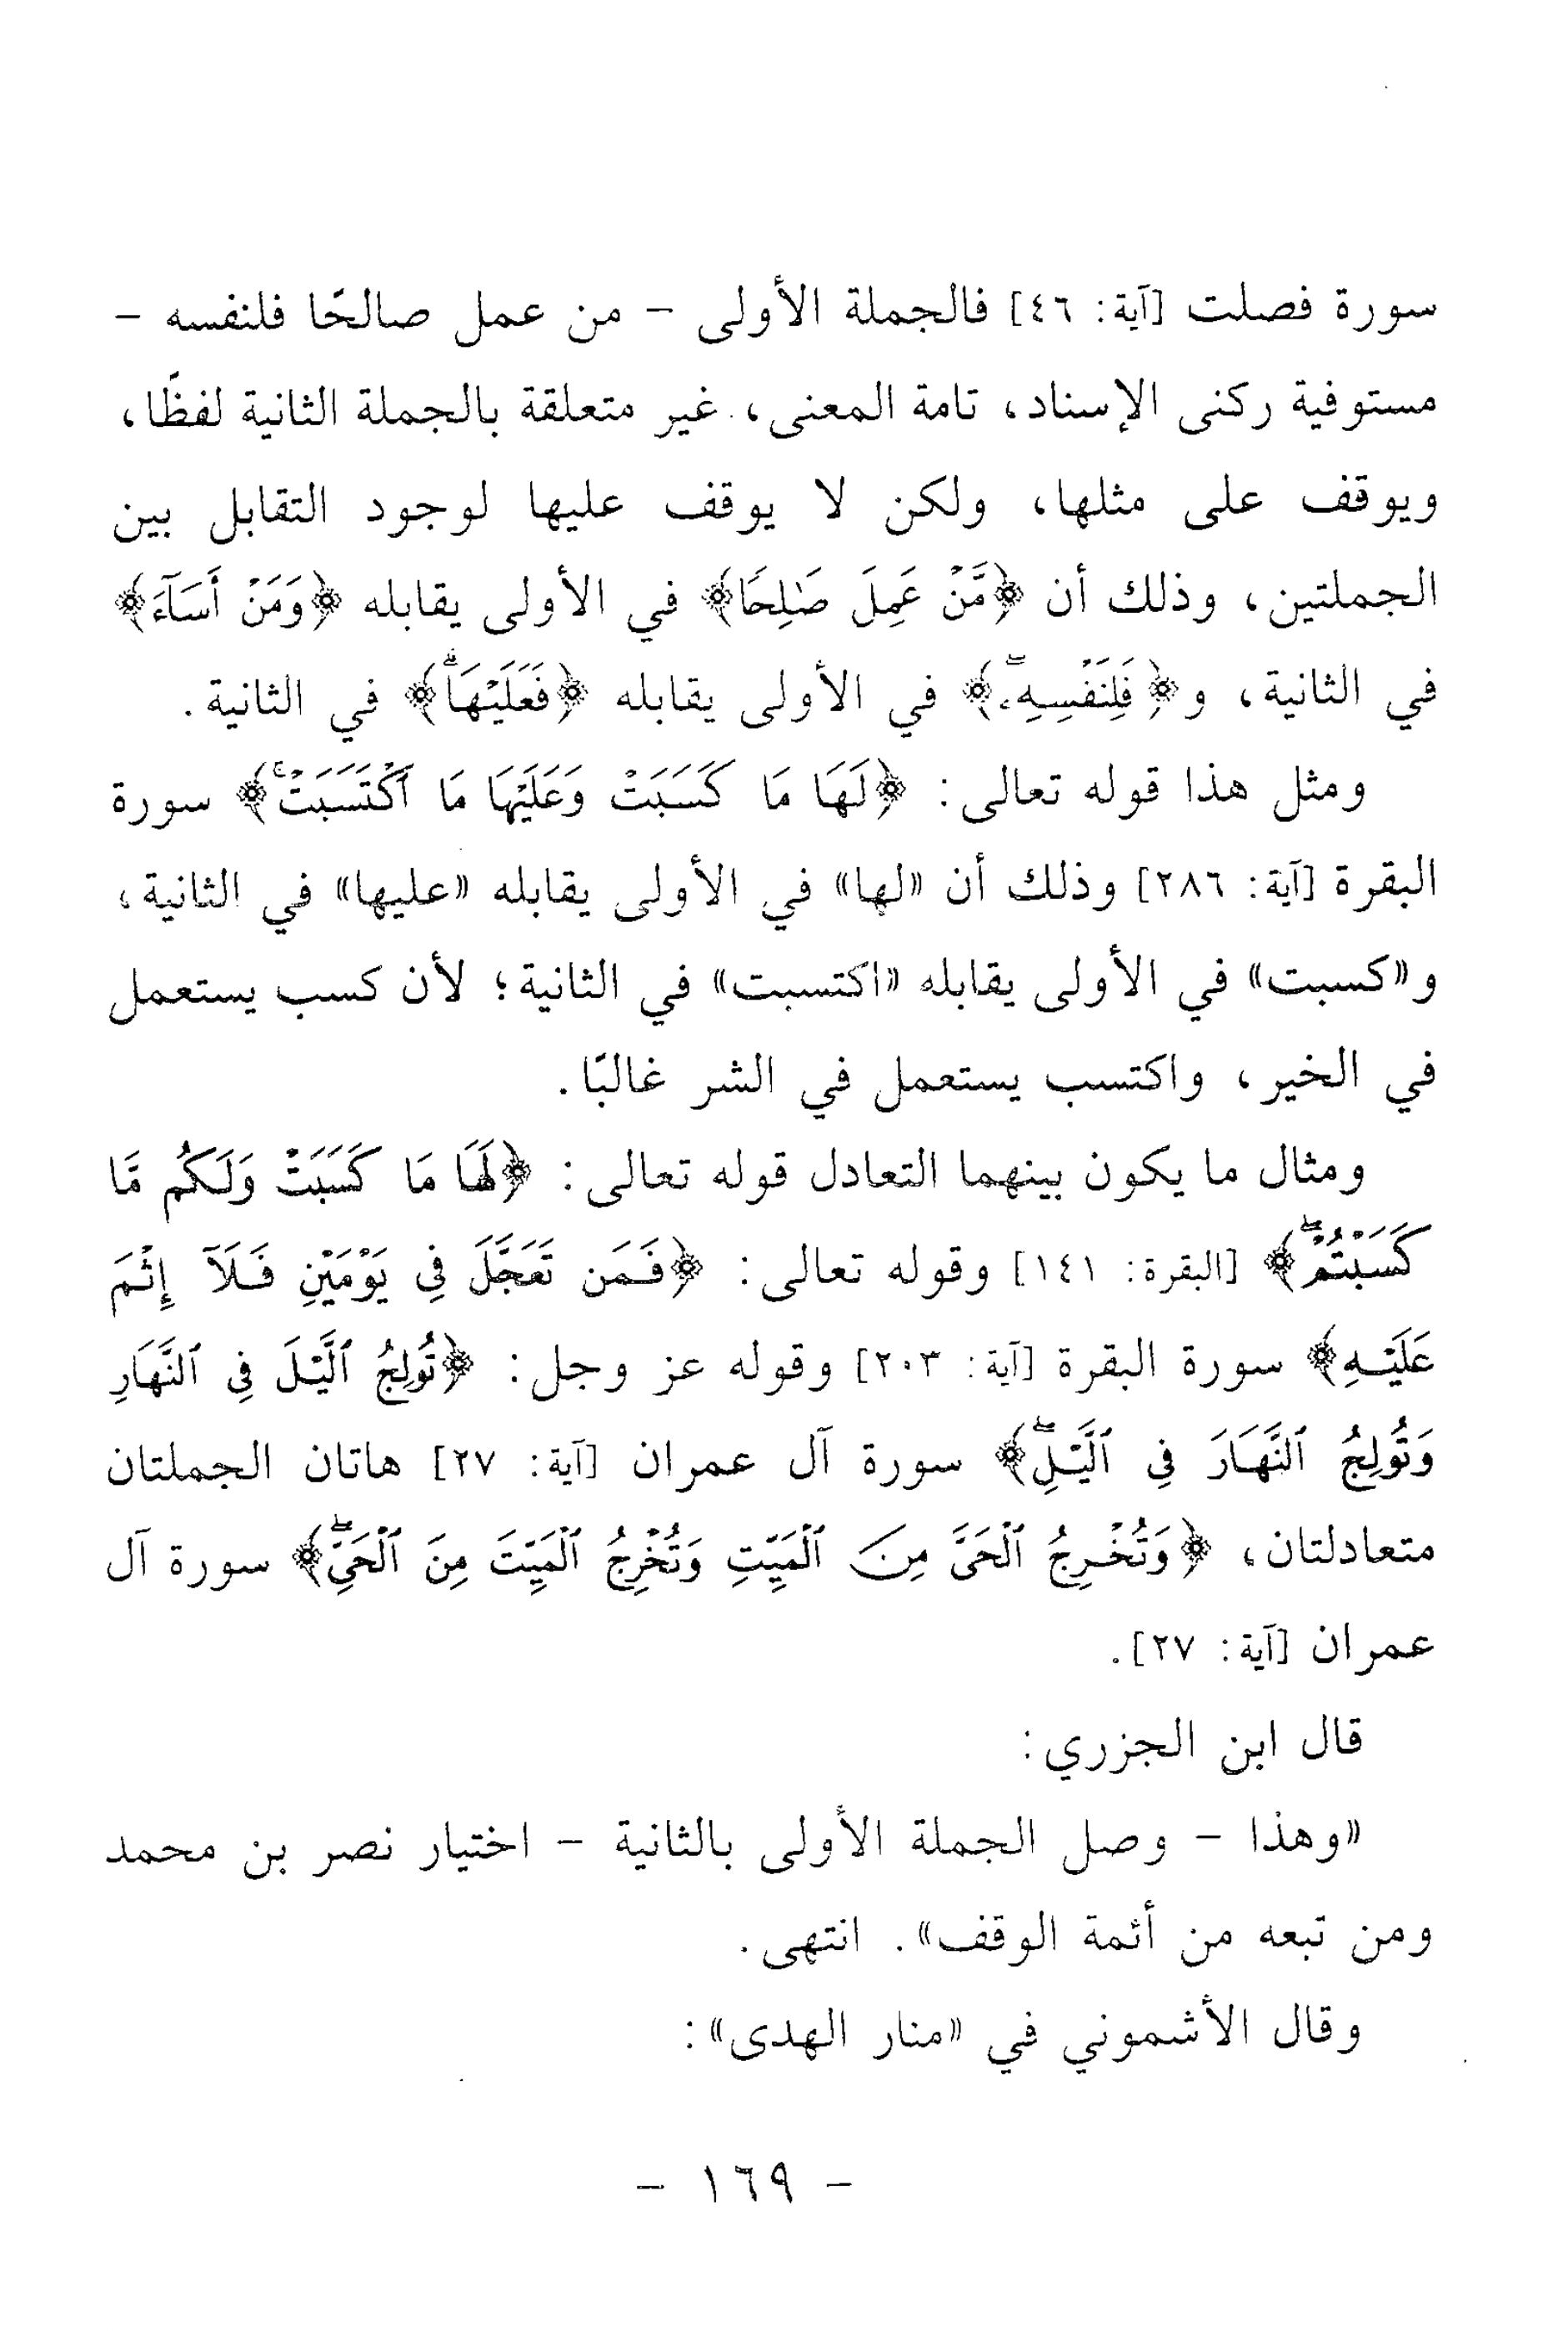 سورة فصلت [آية: ٤٦] فالجملة الأولى – من عمل صالحًا فلنفسه –
مستوفية ركنى الإسناد، تامة المعنى، غير متعلقة بالجملة الثانية لفظًا،
ويوقف على مثلها، ولكن لا يوقف عليها لوجود التقابل بين
الجملتين، وذلك أن ﴿مَّنْ عَمِلَ صَٰلِحًا﴾ في الأولى يقابله ﴿وَمَنْ أَسَآءَ﴾
في الثانية، و﴿فَلِنَفْسِهِۦۖ﴾ في الأولى يقابله ﴿فَعَلَيْهَاۗ﴾ في الثانية.
ومثل هذا قوله تعالى: ﴿لَهَا مَا كَسَبَتْ وَعَلَيْهَا مَا ٱكْتَسَبَتْۚ﴾ سورة
البقرة [آية: ٢٨٦] وذلك أن «لها» في الأولى يقابله «عليها» في الثانية،
و«كسبت» في الأولى يقابله «اكتسبت» في الثانية؛ لأن كسب يستعمل
في الخير، واكتسب يستعمل في الشر غالبًا.
ومثال ما يكون بينهما التعادل قوله تعالى: ﴿لَهَا مَا كَسَبَتْ وَلَكُم مَّا
كَسَبْتُمْۖ﴾ [البقرة: ١٤١] وقوله تعالى: ﴿فَمَن تَعَجَّلَ فِى يَوْمَيْنِ فَلَآ إِثْمَ
عَلَيْهِ﴾ سورة البقرة [آية: ٢٠٣] وقوله عز وجل: ﴿تُولِجُ ٱلَّيْلَ فِى ٱلنَّهَارِ
وَتُولِجُ ٱلنَّهَارَ فِى ٱلَّيْلِۖ﴾ سورة آل عمران [آية: ٢٧] هاتان الجملتان
متعادلتان، ﴿وَتُخْرِجُ ٱلْحَىَّ مِنَ ٱلْمَيِّتِ وَتُخْرِجُ ٱلْمَيِّتَ مِنَ ٱلْحَىِّۖ﴾ سورة آل
عمران [آية: ٢٧].
قال ابن الجزري:
«وهذا – وصل الجملة الأولى بالثانية – اختيار نصر بن محمد
ومن تبعه من أئمة الوقف». انتهى.
وقال الأشموني في «منار الهدى»:
– ١٦٩ –